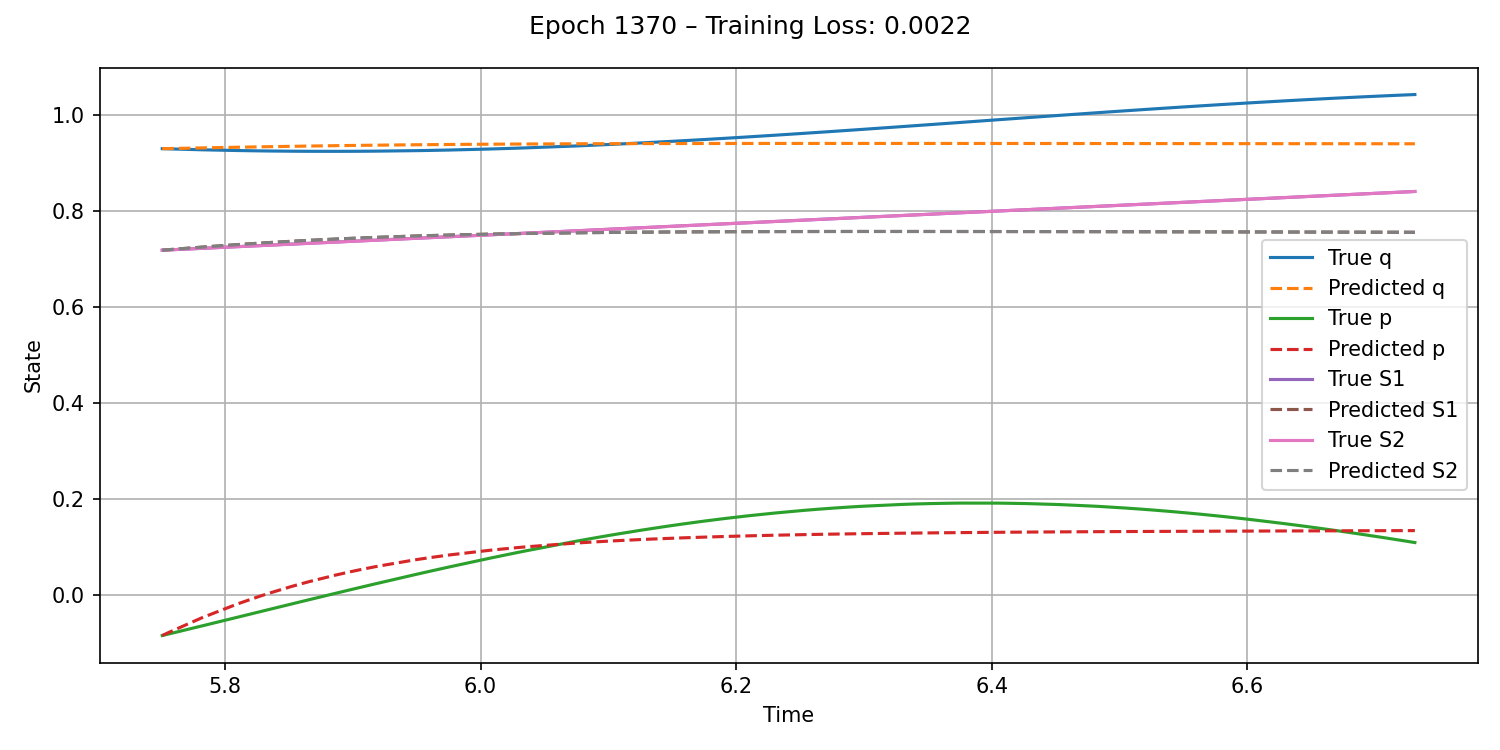 Epoch 1370 – Training Loss: 0.0022
1.0
0.8
0.6
0.4
0.2
0.0
State
5.8 6.0 6.2 6.4 6.6
Time
True q
Predicted q
True p
Predicted p
True S1
Predicted S1
True S2
Predicted S2